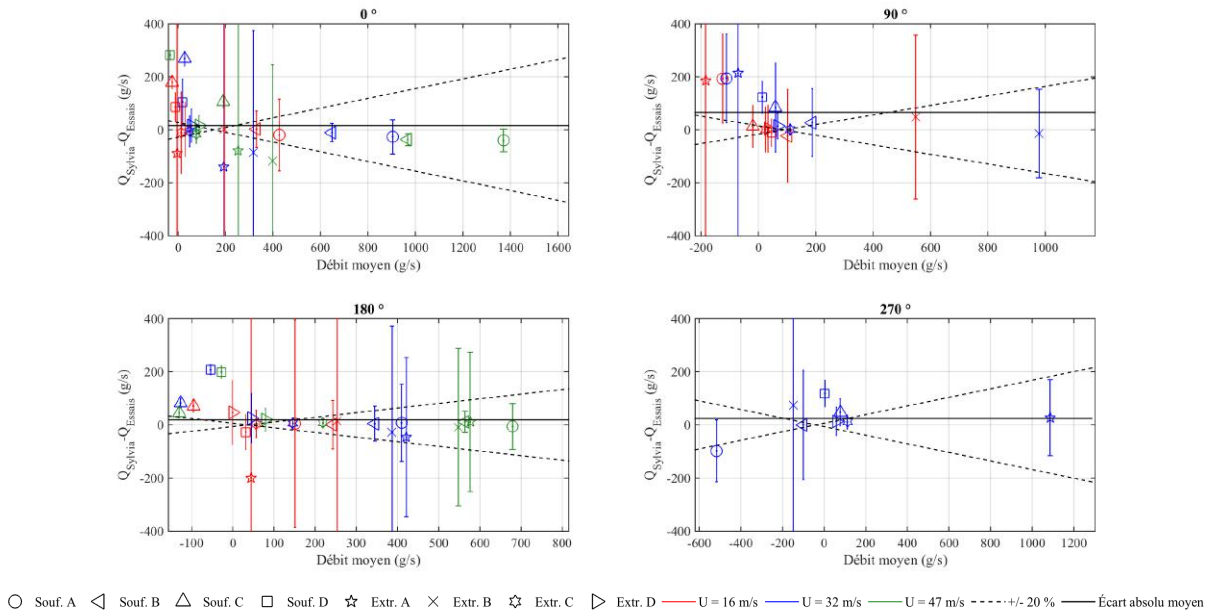 0 °
400
200
0
-200
-400
Q_Sylvia-Q_Essais (g/s)
0 200 400 600 800 1000 1200 1400 1600
Débit moyen (g/s)
90 °
400
200
0
-200
-400
Q_Sylvia-Q_Essais (g/s)
-200 0 200 400 600 800 1000
Débit moyen (g/s)
180 °
400
200
0
-200
-400
Q_Sylvia-Q_Essais (g/s)
-100 0 100 200 300 400 500 600 700 800
Débit moyen (g/s)
270 °
400
200
0
-200
-400
Q_Sylvia-Q_Essais (g/s)
-600 -400 -200 0 200 400 600 800 1000 1200
Débit moyen (g/s)
Souf. A Souf. B Souf. C Souf. D Extr. A Extr. B Extr. C Extr. D U = 16 m/s U = 32 m/s U = 47 m/s +/- 20 % Écart absolu moyen